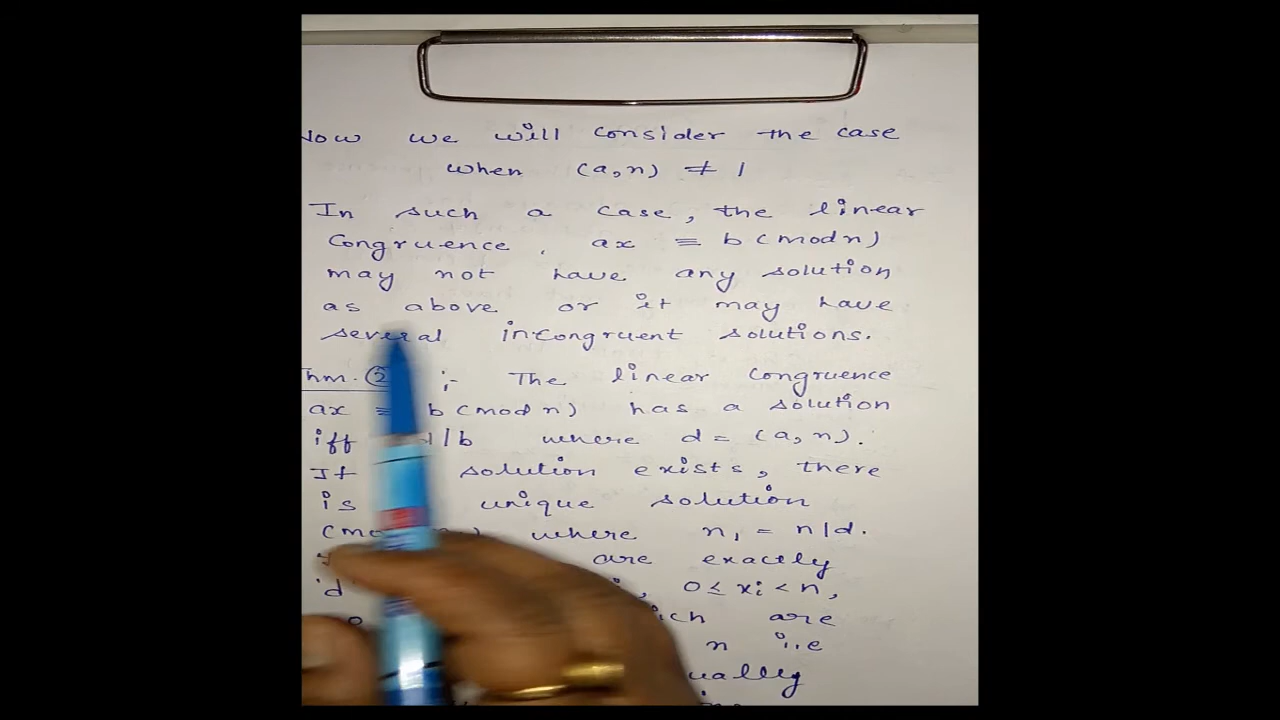 Now we will consider the case
when (a,n) ≠ 1
In such a case, the linear
Congruence, ax ≡ b (mod n)
may not have any solution
as above or it may have
several incongruent solutions.
Thm. ② :- The linear congruence
ax ≡ b (mod n) has a solution
iff d/b where d = (a,n).
If solution exists, there
is unique solution
where n₁ = n/d.
are exactly
'd' 0 ≤ xᵢ < n,
are
n i.e